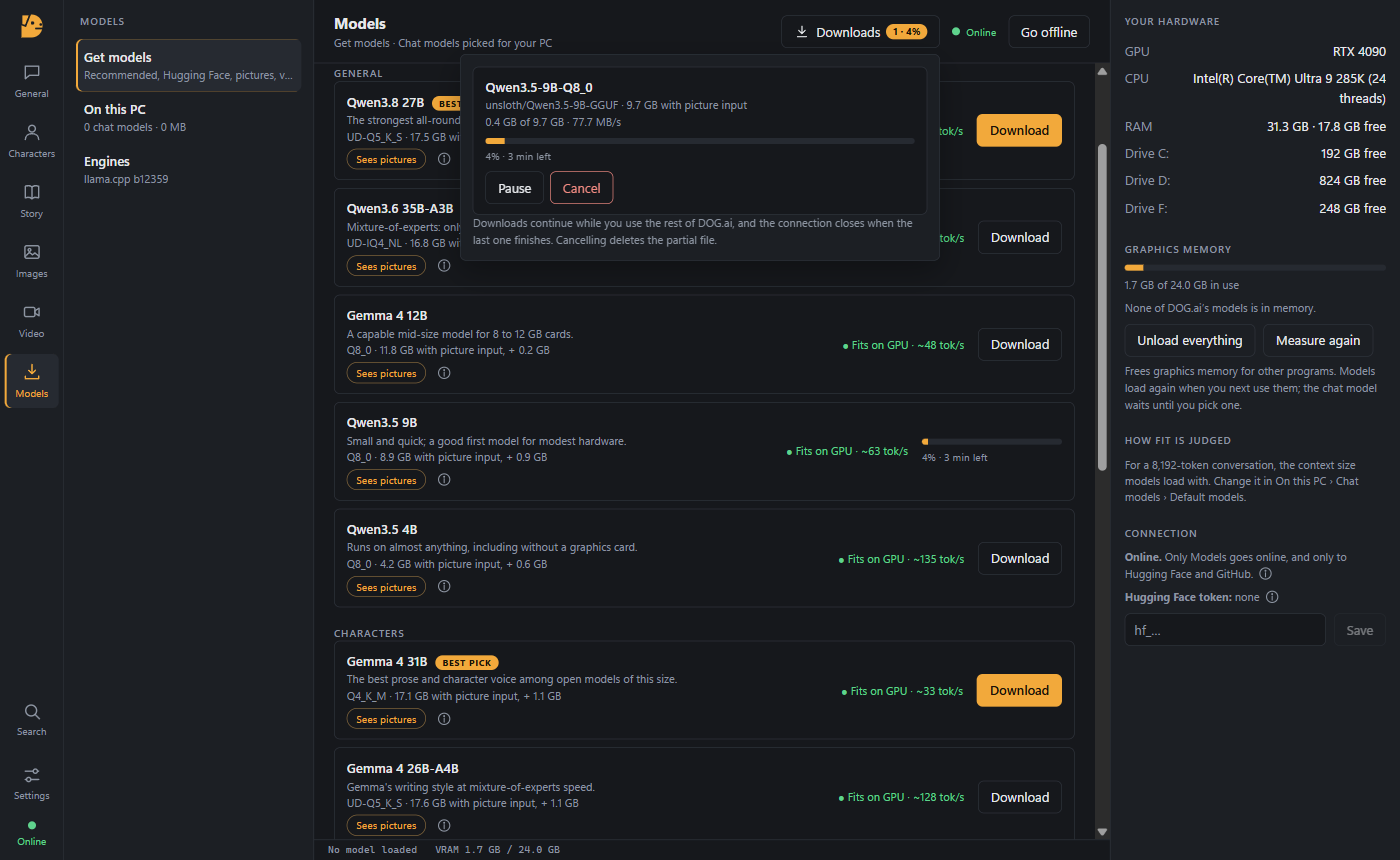 General
Characters
Story
Images
Video
Models
Search
Settings
Online
MODELS
Get models
Recommended, Hugging Face, pictures, v...
On this PC
0 chat models · 0 MB
Engines
llama.cpp b12359
Models
Get models · Chat models picked for your PC
Downloads 1 · 4%
Online
Go offline
Qwen3.5-9B-Q8_0
unsloth/Qwen3.5-9B-GGUF · 9.7 GB with picture input
0.4 GB of 9.7 GB · 77.7 MB/s
4% · 3 min left
Pause
Cancel
Downloads continue while you use the rest of DOG.ai, and the connection closes when the
last one finishes. Cancelling deletes the partial file.
GENERAL
Qwen3.8 27B BEST
The strongest all-round
UD-Q5_K_S · 17.5 GB wi
Sees pictures
tok/s
Download
Qwen3.6 35B-A3B
Mixture-of-experts: onl
UD-IQ4_NL · 16.8 GB wi
Sees pictures
tok/s
Download
Gemma 4 12B
A capable mid-size model for 8 to 12 GB cards.
Q8_0 · 11.8 GB with picture input, + 0.2 GB
Sees pictures
Fits on GPU · ~48 tok/s
Download
Qwen3.5 9B
Small and quick; a good first model for modest hardware.
Q8_0 · 8.9 GB with picture input, + 0.9 GB
Sees pictures
Fits on GPU · ~63 tok/s
4% · 3 min left
Qwen3.5 4B
Runs on almost anything, including without a graphics card.
Q8_0 · 4.2 GB with picture input, + 0.6 GB
Sees pictures
Fits on GPU · ~135 tok/s
Download
CHARACTERS
Gemma 4 31B BEST PICK
The best prose and character voice among open models of this size.
Q4_K_M · 17.1 GB with picture input, + 1.1 GB
Sees pictures
Fits on GPU · ~33 tok/s
Download
Gemma 4 26B-A4B
Gemma's writing style at mixture-of-experts speed.
UD-Q5_K_S · 17.6 GB with picture input, + 1.1 GB
Sees pictures
Fits on GPU · ~128 tok/s
Download
No model loaded VRAM 1.7 GB / 24.0 GB
YOUR HARDWARE
GPU RTX 4090
CPU Intel(R) Core(TM) Ultra 9 285K (24
threads)
RAM 31.3 GB · 17.8 GB free
Drive C: 192 GB free
Drive D: 824 GB free
Drive F: 248 GB free
GRAPHICS MEMORY
1.7 GB of 24.0 GB in use
None of DOG.ai's models is in memory.
Unload everything
Measure again
Frees graphics memory for other programs. Models
load again when you next use them; the chat model
waits until you pick one.
HOW FIT IS JUDGED
For a 8,192-token conversation, the context size
models load with. Change it in On this PC › Chat
models › Default models.
CONNECTION
Online. Only Models goes online, and only to
Hugging Face and GitHub.
Hugging Face token: none
hf_...
Save